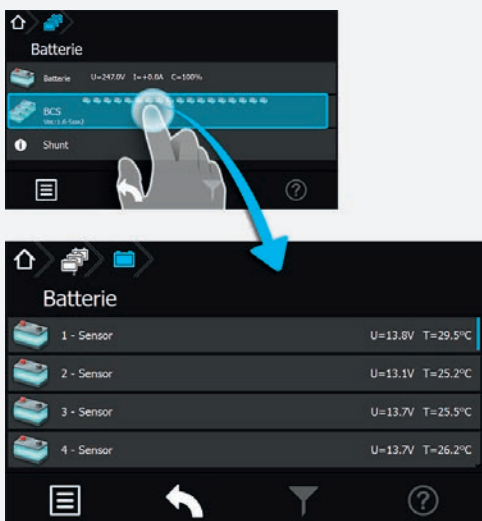 Batterie
Batterie U=247.0V I=+0.0A C=100%
BCS
Shunt
?
Batterie
1 - Sensor U=13.8V T=29.5°C
2 - Sensor U=13.1V T=25.2°C
3 - Sensor U=13.7V T=25.5°C
4 - Sensor U=13.7V T=26.2°C
?